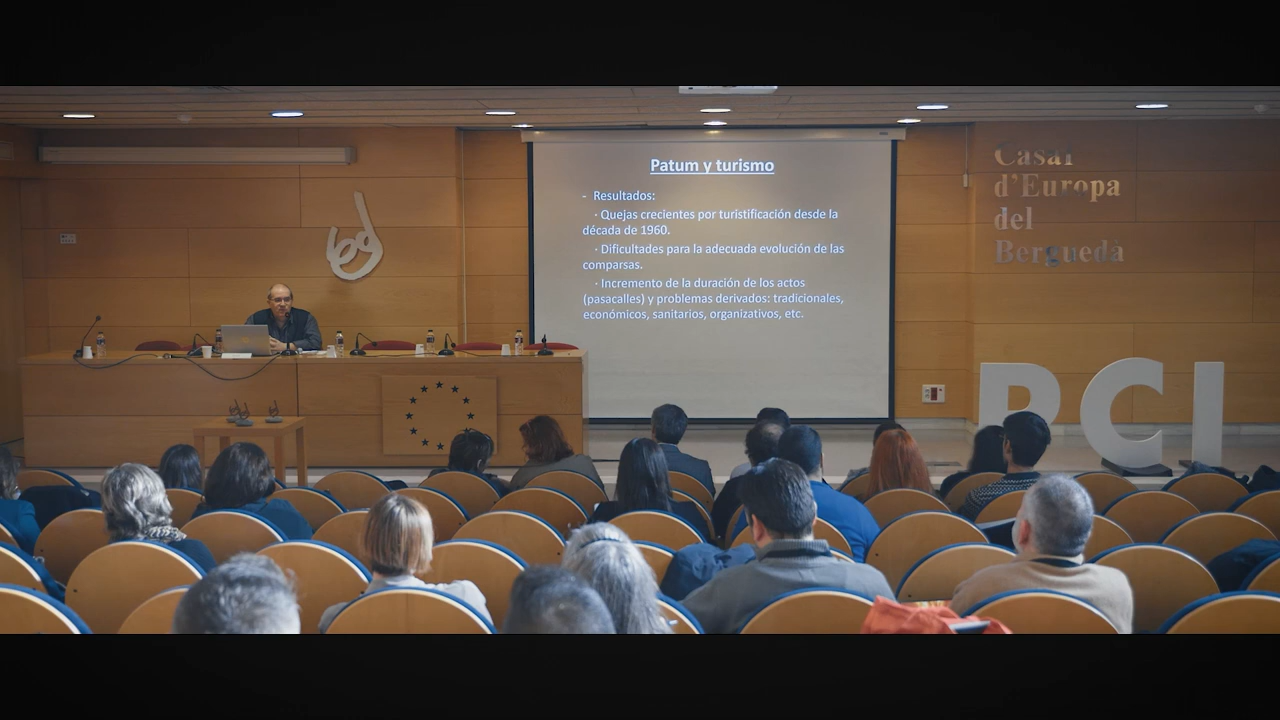 Patum y turismo
- Resultados:
· Quejas crecientes por turistificación desde la
década de 1960.
· Dificultades para la adecuada evolución de las
comparsas.
· Incremento de la duración de los actos
(pasacalles) y problemas derivados: tradicionales,
económicos, sanitarios, organizativos, etc.
Casal
d'Europa
del
Berguedà
PCI